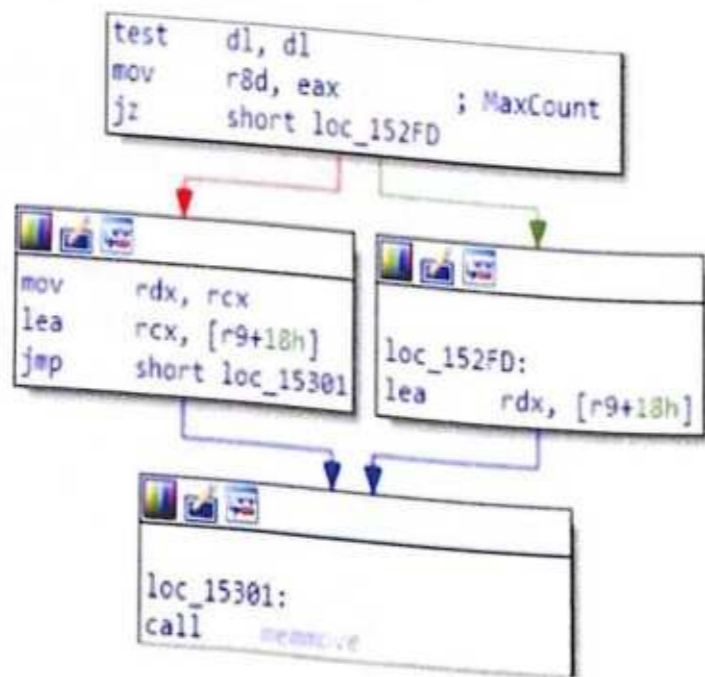 test dl, dl
mov r8d, eax ; MaxCount
jz short loc_152FD
mov rdx, rcx
lea rcx, [r9+18h]
jmp short loc_15301
loc_152FD:
lea rdx, [r9+18h]
loc_15301:
call memmove